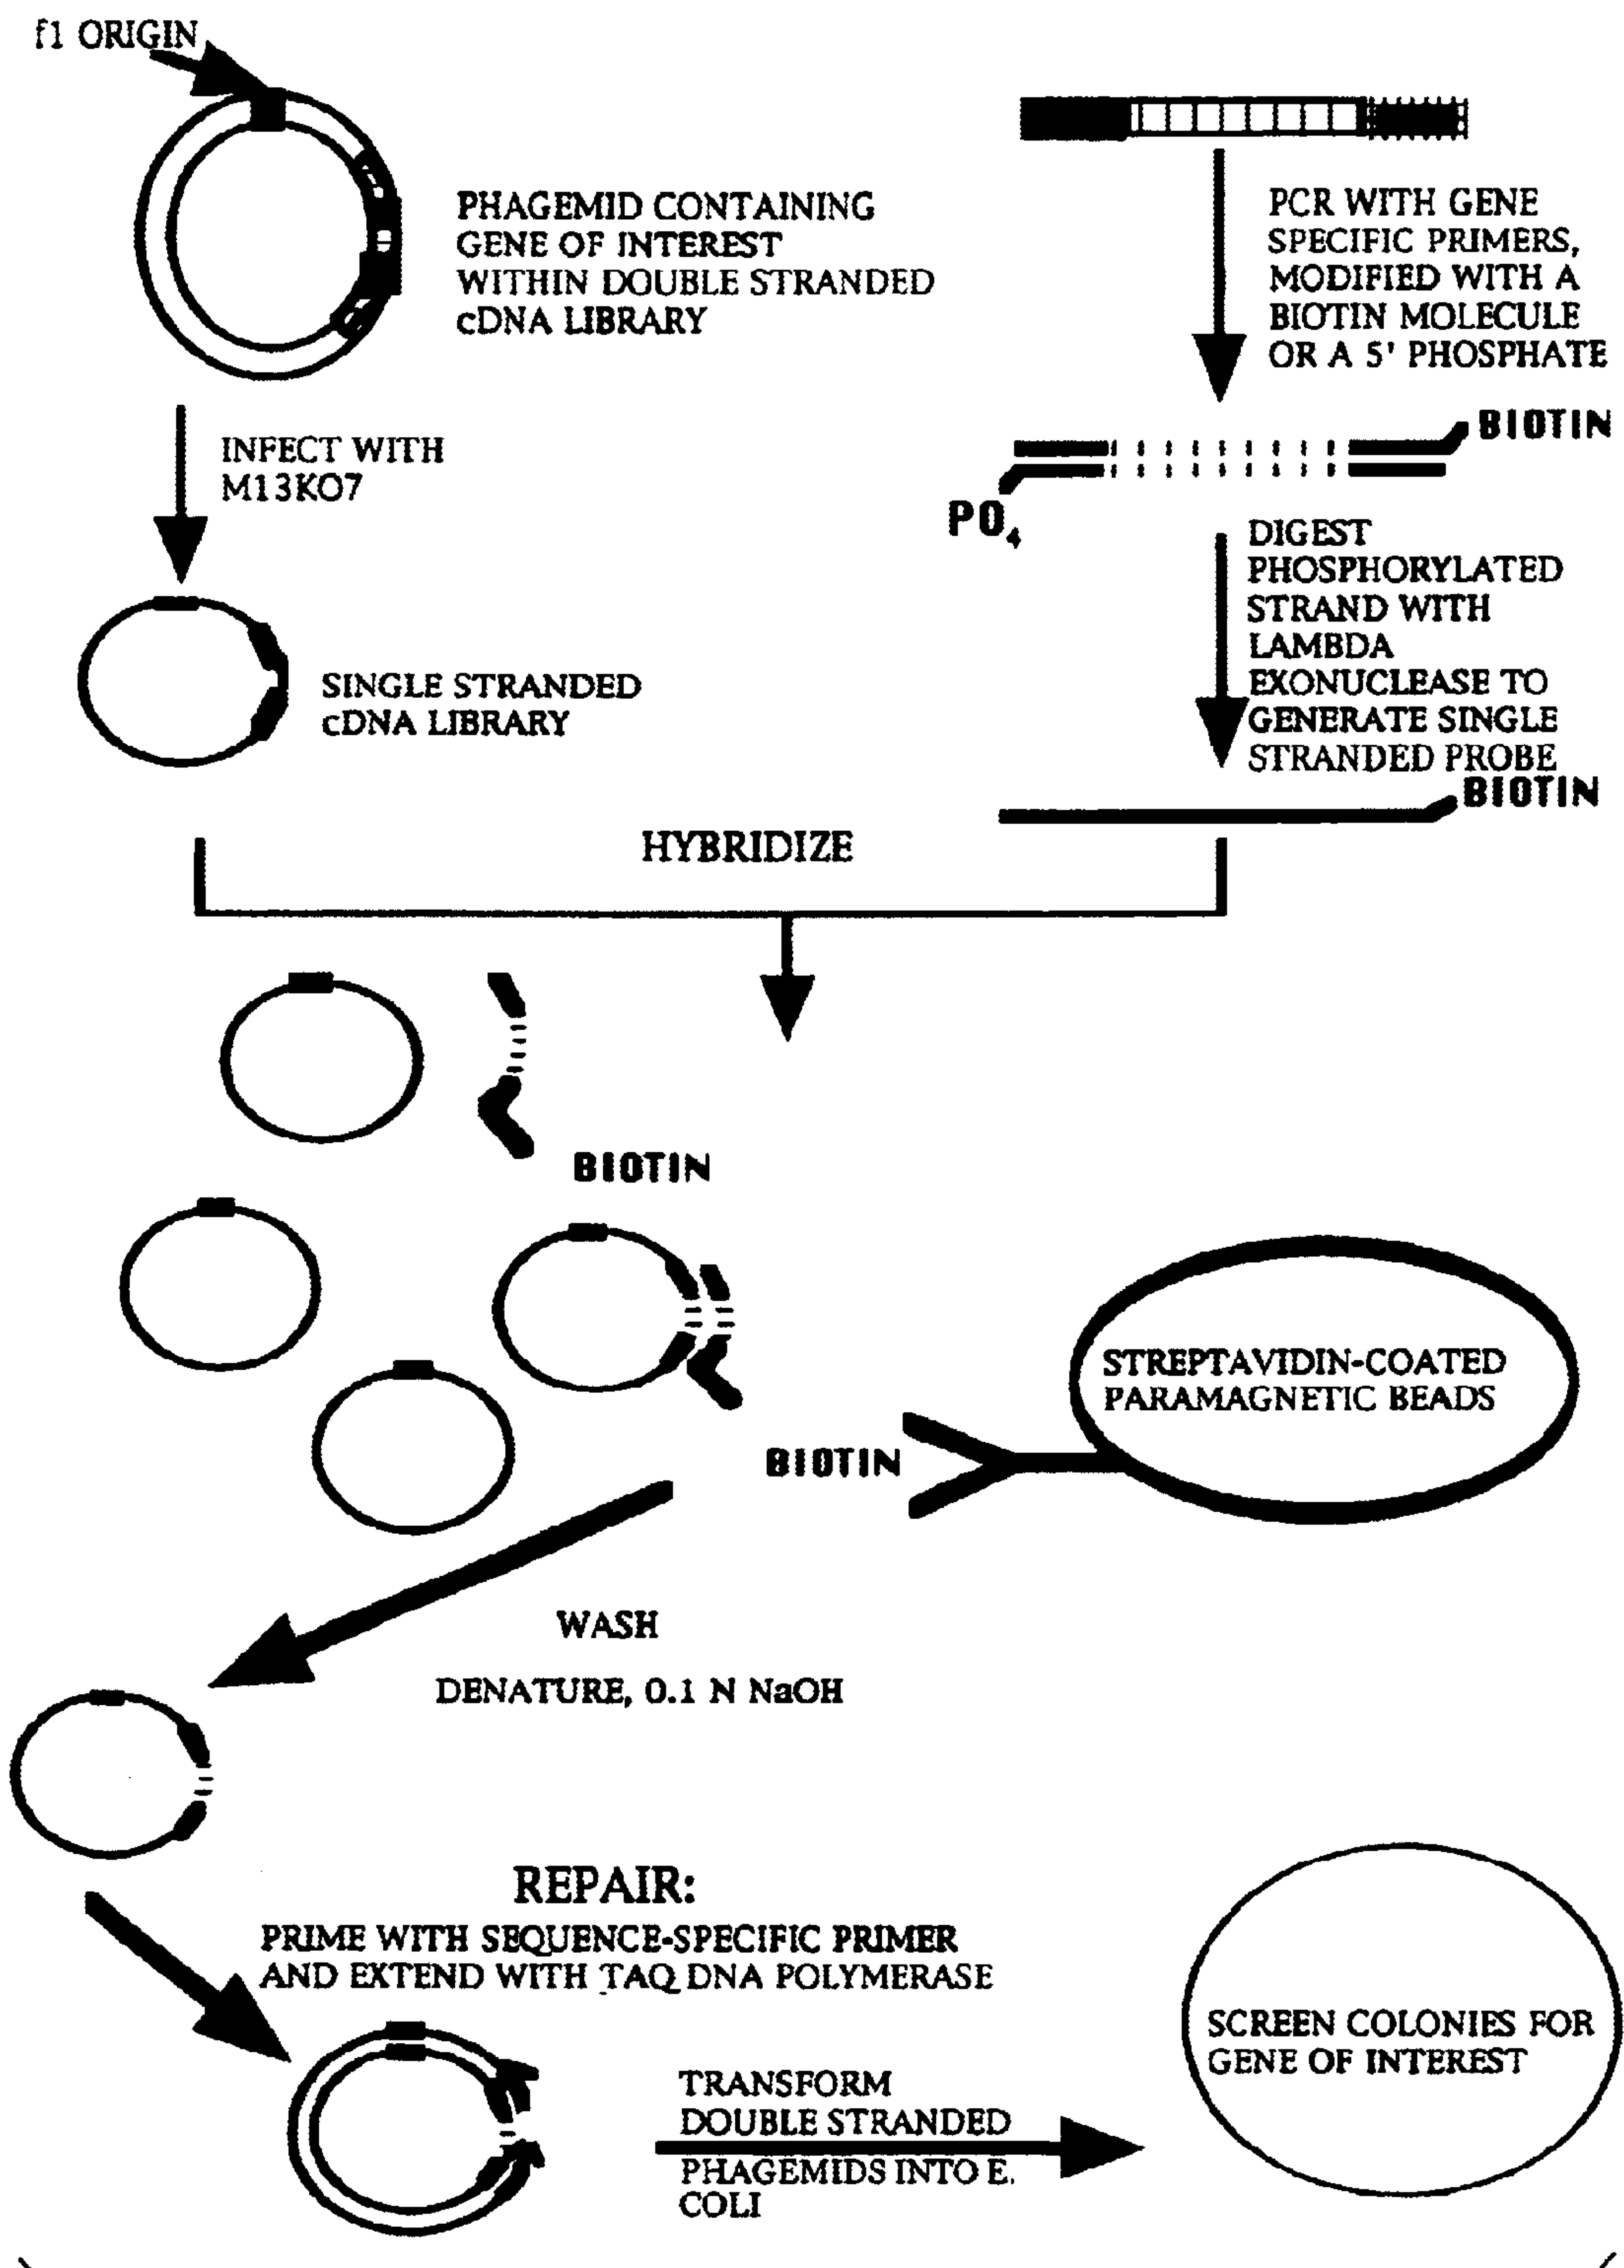 f1 ORIGIN
PHAGEMID CONTAINING
GENE OF INTEREST
WITHIN DOUBLE STRANDED
cDNA LIBRARY
PCR WITH GENE
SPECIFIC PRIMERS,
MODIFIED WITH A
BIOTIN MOLECULE
OR A 5' PHOSPHATE
INFECT WITH
M13KO7
BIOTIN
PO4
DIGEST
PHOSPHORYLATED
STRAND WITH
LAMBDA
EXONUCLEASE TO
GENERATE SINGLE
STRANDED PROBE
SINGLE STRANDED
cDNA LIBRARY
BIOTIN
HYBRIDIZE
BIOTIN
STREPTAVIDIN-COATED
PARAMAGNETIC BEADS
BIOTIN
WASH
DENATURE, 0.1 N NaOH
REPAIR:
PRIME WITH SEQUENCE-SPECIFIC PRIMER
AND EXTEND WITH TAQ DNA POLYMERASE
SCREEN COLONIES FOR
GENE OF INTEREST
TRANSFORM
DOUBLE STRANDED
PHAGEMIDS INTO E.
COLI